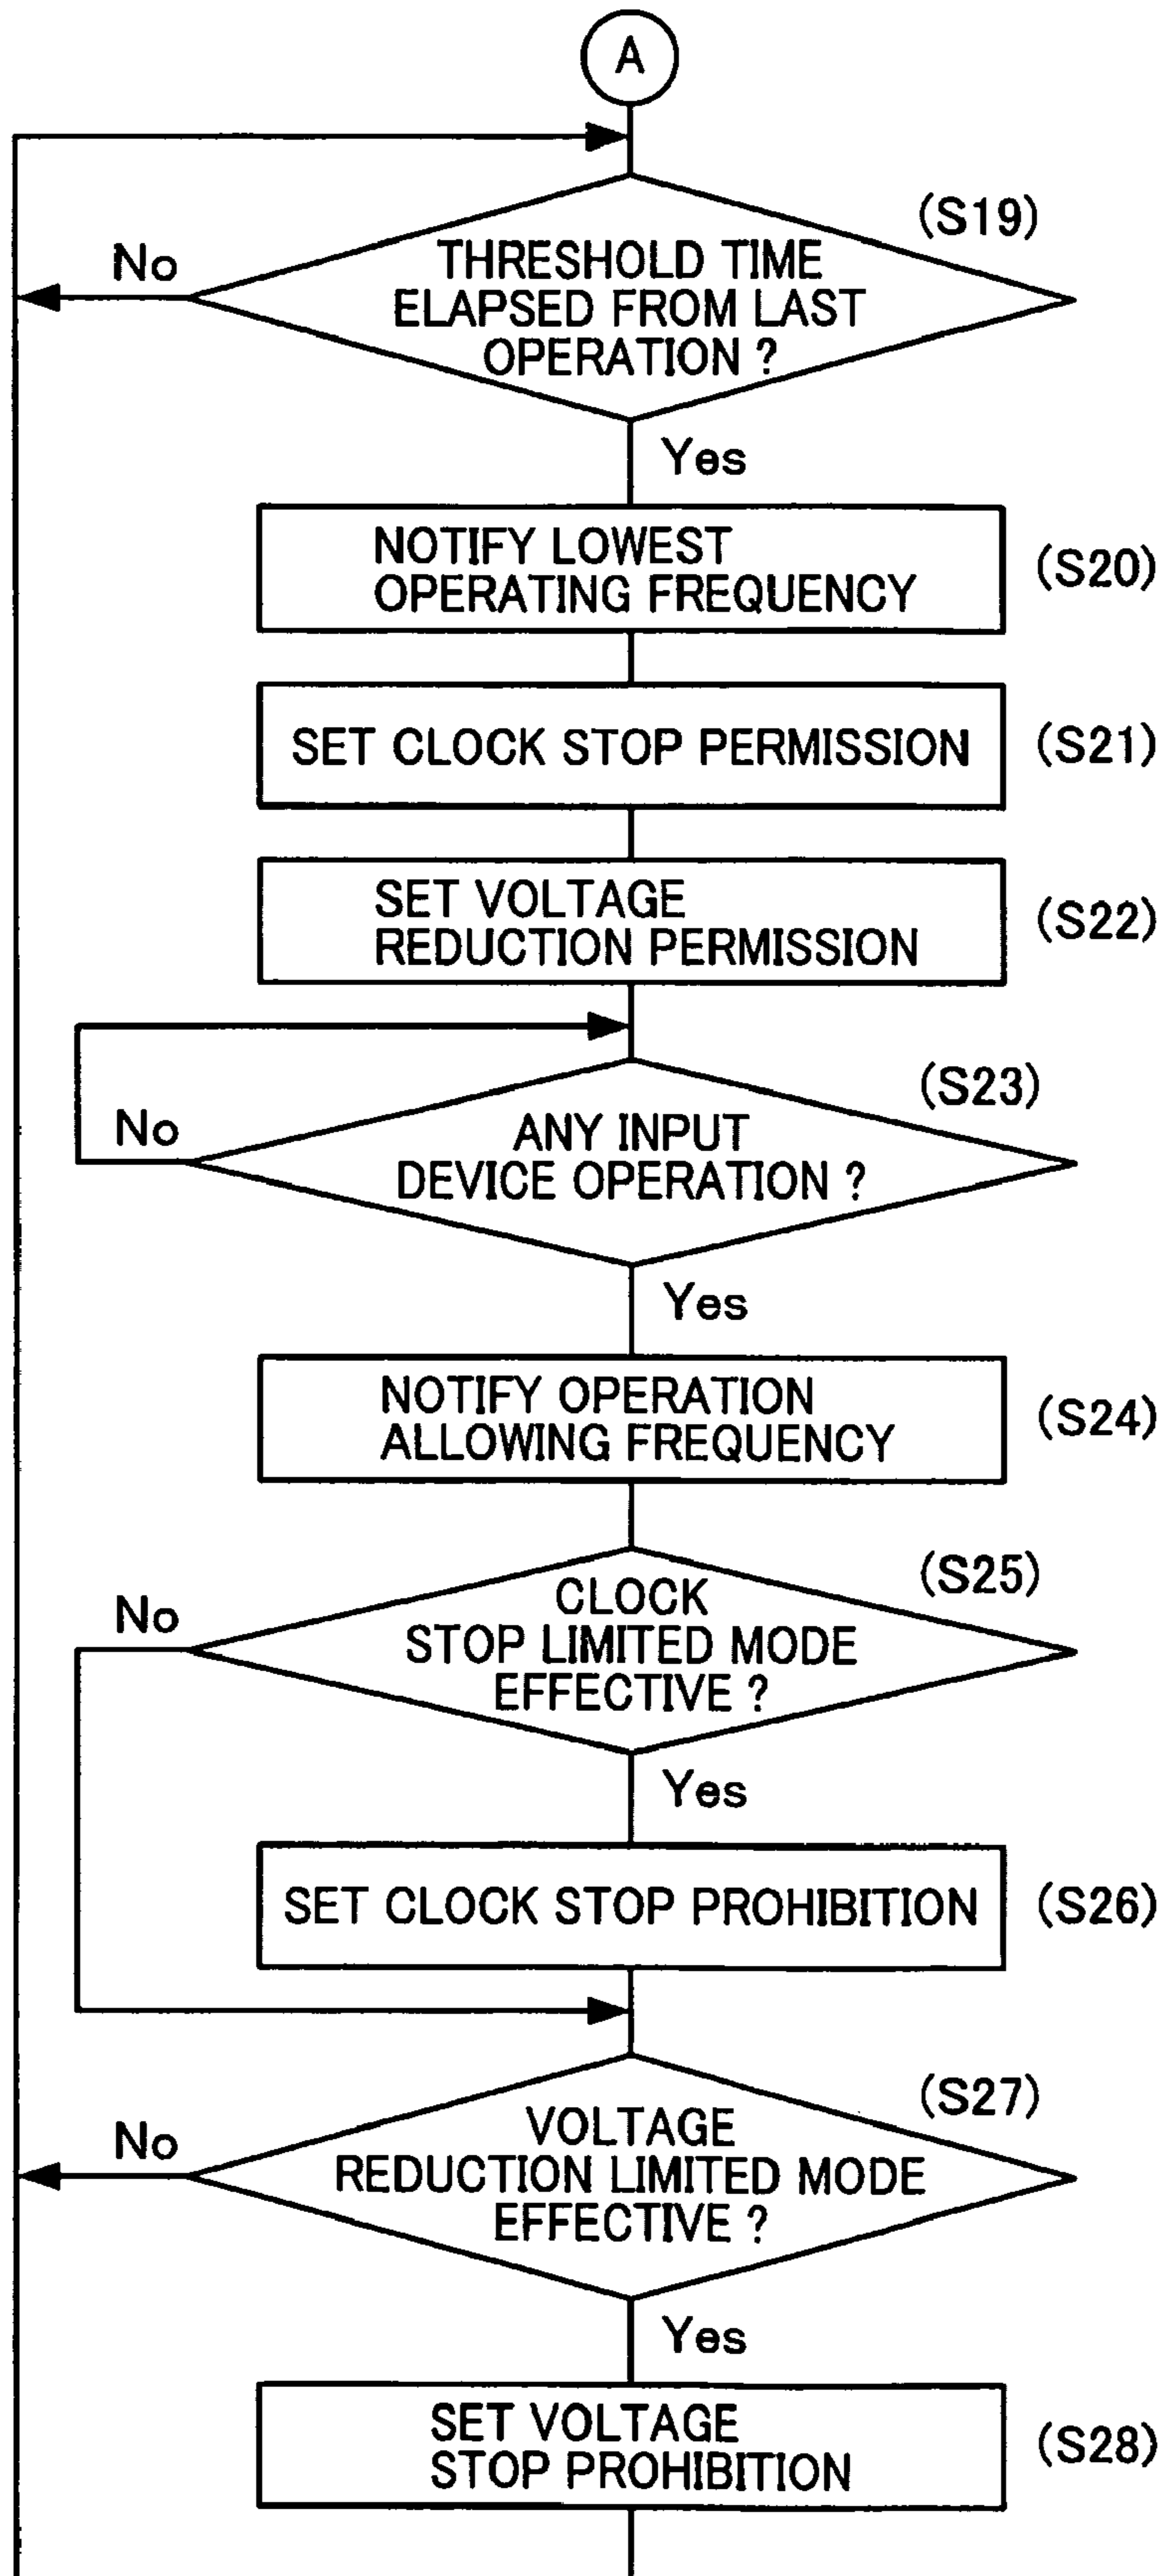 A
(S19)
No
THRESHOLD TIME
ELAPSED FROM LAST
OPERATION ?
Yes
NOTIFY LOWEST
OPERATING FREQUENCY
(S20)
SET CLOCK STOP PERMISSION
(S21)
SET VOLTAGE
REDUCTION PERMISSION
(S22)
(S23)
No
ANY INPUT
DEVICE OPERATION ?
Yes
NOTIFY OPERATION
ALLOWING FREQUENCY
(S24)
(S25)
No
CLOCK
STOP LIMITED MODE
EFFECTIVE ?
Yes
SET CLOCK STOP PROHIBITION
(S26)
(S27)
No
VOLTAGE
REDUCTION LIMITED MODE
EFFECTIVE ?
Yes
SET VOLTAGE
STOP PROHIBITION
(S28)